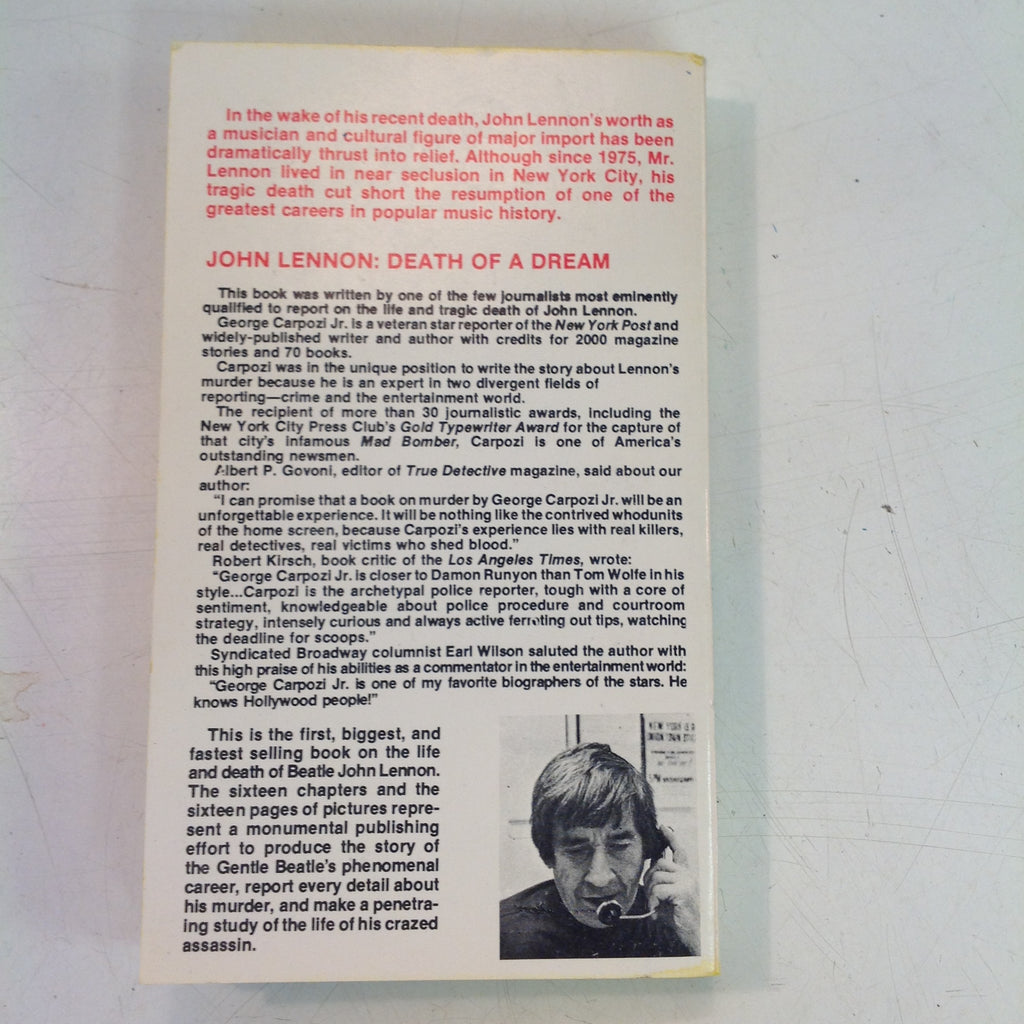 In the wake of his recent death, John Lennon's worth as
a musician and cultural figure of major import has been
dramatically thrust into relief. Although since 1975, Mr.
Lennon lived in near seclusion in New York City, his
tragic death cut short the resumption of one of the
greatest careers in popular music history.
JOHN LENNON: DEATH OF A DREAM
This book was written by one of the few journalists most eminently
qualified to report on the life and tragic death of John Lennon.
George Carpozi Jr. is a veteran star reporter of the New York Post and
widely-published writer and author with credits for 2000 magazine
stories and 70 books.
Carpozi was in the unique position to write the story about Lennon's
murder because he is an expert in two divergent fields of
reporting—crime and the entertainment world.
The recipient of more than 30 journalistic awards, including the
New York City Press Club's Gold Typewriter Award for the capture of
that city's infamous Mad Bomber, Carpozi is one of America's
outstanding newsmen.
Albert P. Govoni, editor of True Detective magazine, said about our
author:
"I can promise that a book on murder by George Carpozi Jr. will be an
unforgettable experience. It will be nothing like the contrived whodunits
of the home screen, because Carpozi's experience lies with real killers,
real detectives, real victims who shed blood."
Robert Kirsch, book critic of the Los Angeles Times, wrote:
"George Carpozi Jr. is closer to Damon Runyon than Tom Wolfe in his
style...Carpozi is the archetypal police reporter, tough with a core of
sentiment, knowledgeable about police procedure and courtroom
strategy, intensely curious and always active ferreting out tips, watching
the deadline for scoops."
Syndicated Broadway columnist Earl Wilson saluted the author with
this high praise of his abilities as a commentator in the entertainment world:
"George Carpozi Jr. is one of my favorite biographers of the stars. He
knows Hollywood people!"
This is the first, biggest, and
fastest selling book on the life
and death of Beatle John Lennon.
The sixteen chapters and the
sixteen pages of pictures repre-
sent a monumental publishing
effort to produce the story of
the Gentle Beatle's phenomenal
career, report every detail about
his murder, and make a penetra-
ing study of the life of his crazed
assassin.